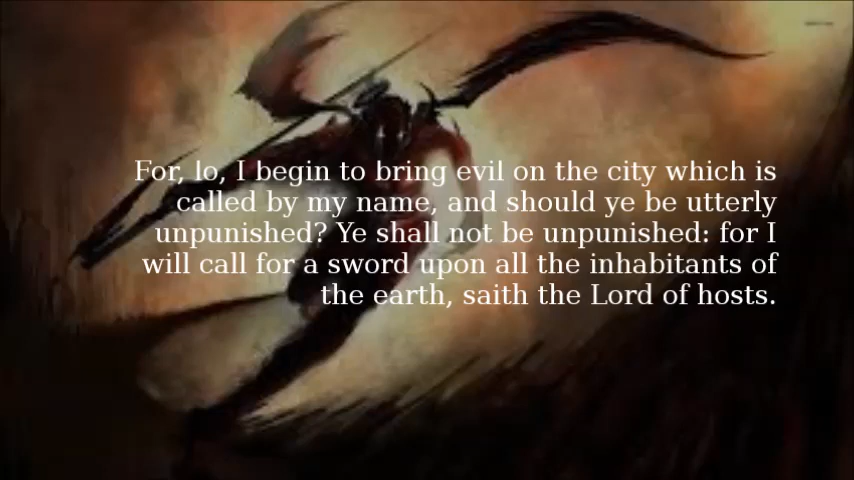 For, lo, I begin to bring evil on the city which is
called by my name, and should ye be utterly
unpunished? Ye shall not be unpunished: for I
will call for a sword upon all the inhabitants of
the earth, saith the Lord of hosts.